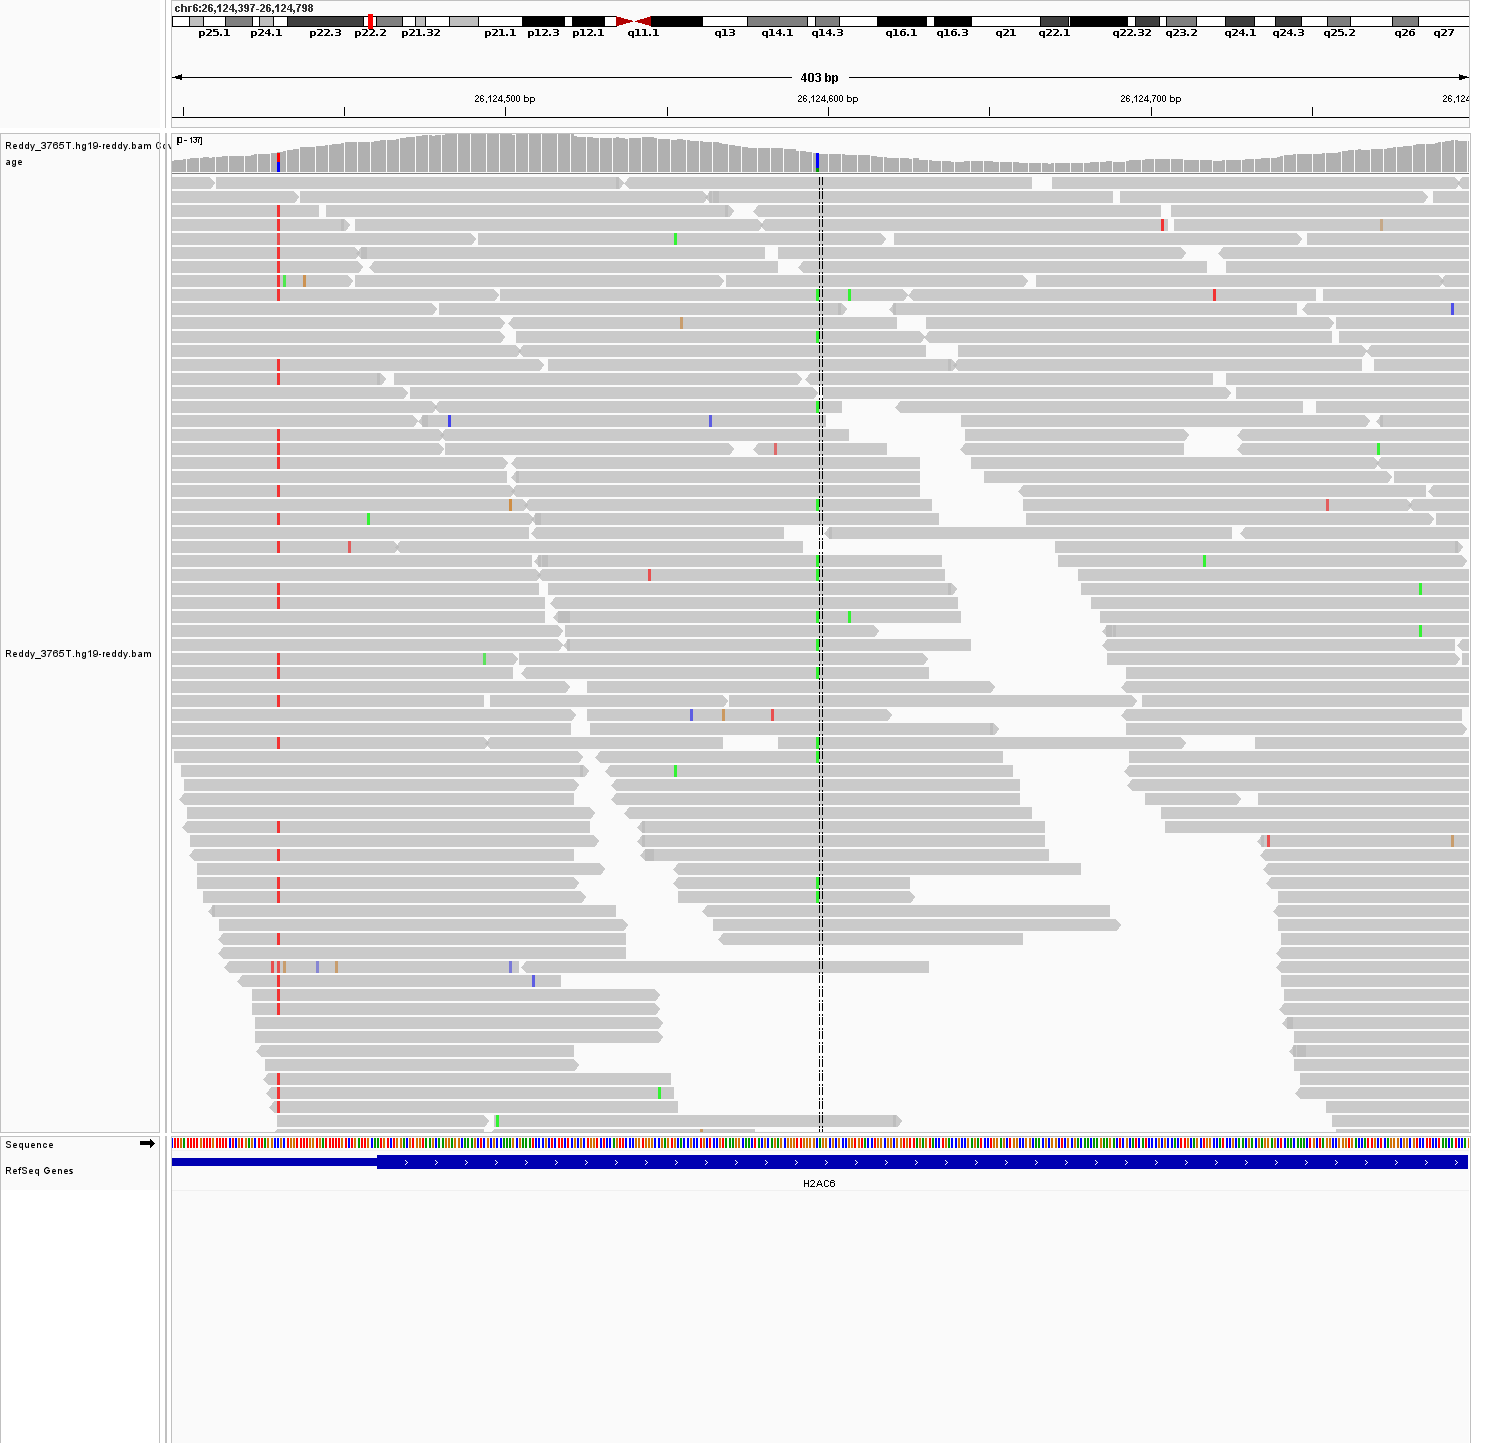 chr6:26,124,397-26,124,798
p25.1 p24.1 p22.3 p22.2 p21.32 p21.1 p12.3 p12.1 q11.1 q13 q14.1 q14.3 q16.1 q16.3 q21 q22.1 q22.32 q23.2 q24.1 q24.3 q25.2 q26 q27
403 bp
26,124,500 bp 26,124,600 bp 26,124,700 bp 26,124
[0 - 137]
Reddy_3765T.hg19-reddy.bam Cov
age
Reddy_3765T.hg19-reddy.bam
Sequence
RefSeq Genes
H2AC6